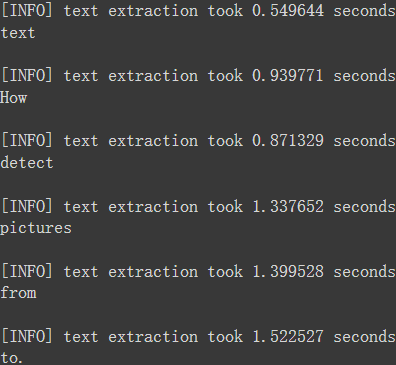 [INFO] text extraction took 0.549644 seconds
text
[INFO] text extraction took 0.939771 seconds
How
[INFO] text extraction took 0.871329 seconds
detect
[INFO] text extraction took 1.337652 seconds
pictures
[INFO] text extraction took 1.399528 seconds
from
[INFO] text extraction took 1.522527 seconds
to.